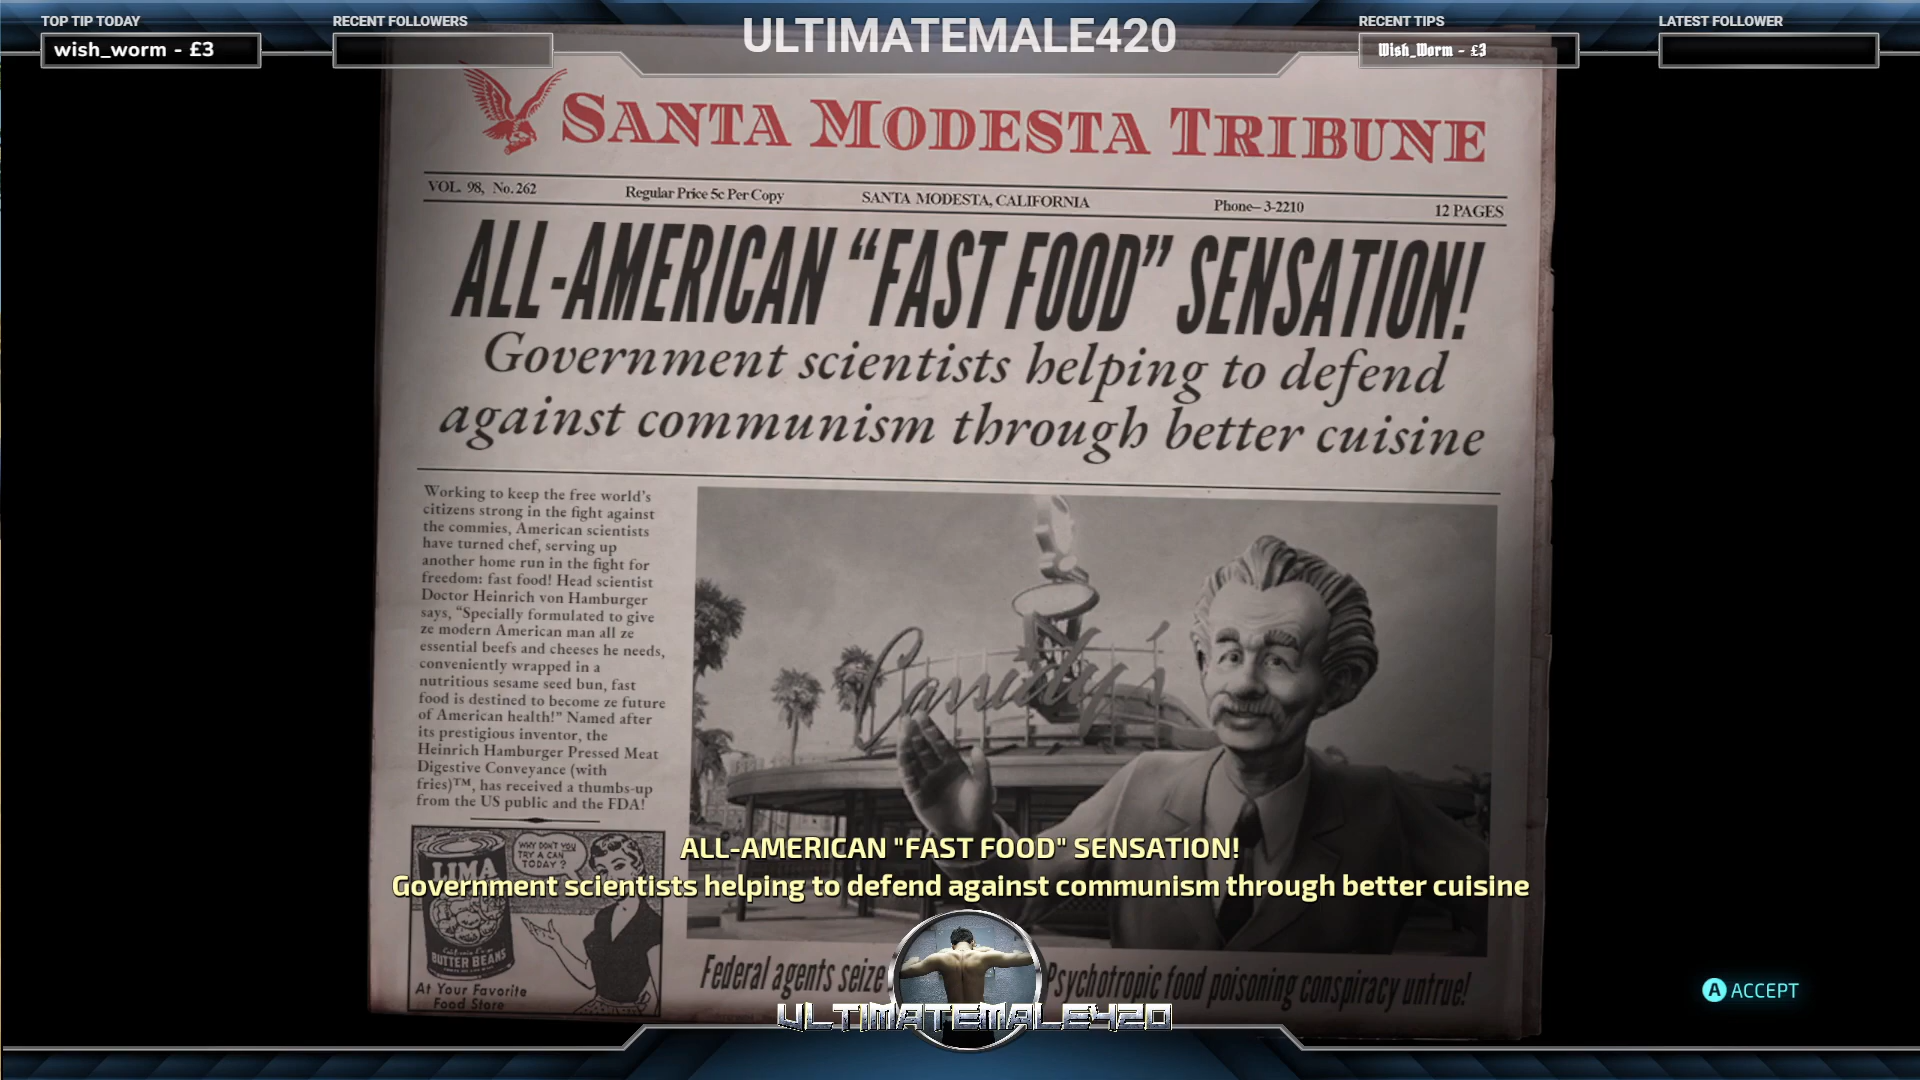 TOP TIP TODAY
wish_worm - £3
RECENT FOLLOWERS
ULTIMATEMALE420
RECENT TIPS
Wish_Worm - £3
LATEST FOLLOWER
SANTA MODESTA TRIBUNE
VOL. 98, No. 262 Regular Price 5c Per Copy SANTA MODESTA, CALIFORNIA Phone– 3-2210 12 PAGES
ALL-AMERICAN “FAST FOOD” SENSATION!
Government scientists helping to defend
against communism through better cuisine
Working to keep the free world’s
citizens strong in the fight against
the commies, American scientists
have turned chef, serving up
another home run in the fight for
freedom: fast food! Head scientist
Doctor Heinrich von Hamburger
says, “Specially formulated to give
ze modern American man all ze
essential beefs and cheeses he needs,
conveniently wrapped in a
nutritious sesame seed bun, fast
food is destined to become ze future
of American health!” Named after
its prestigious inventor, the
Heinrich Hamburger Pressed Meat
Digestive Conveyance (with
fries)™, has received a thumbs-up
from the US public and the FDA!
Cassidy's
LIMA
BUTTER BEANS
WHY DON'T YOU
TRY A CAN
TODAY?
At Your Favorite
Food Store
ALL-AMERICAN "FAST FOOD" SENSATION!
Government scientists helping to defend against communism through better cuisine
Federal agents seize
Psychotropic food poisoning conspiracy untrue!
ULTIMATEMALE420
A ACCEPT